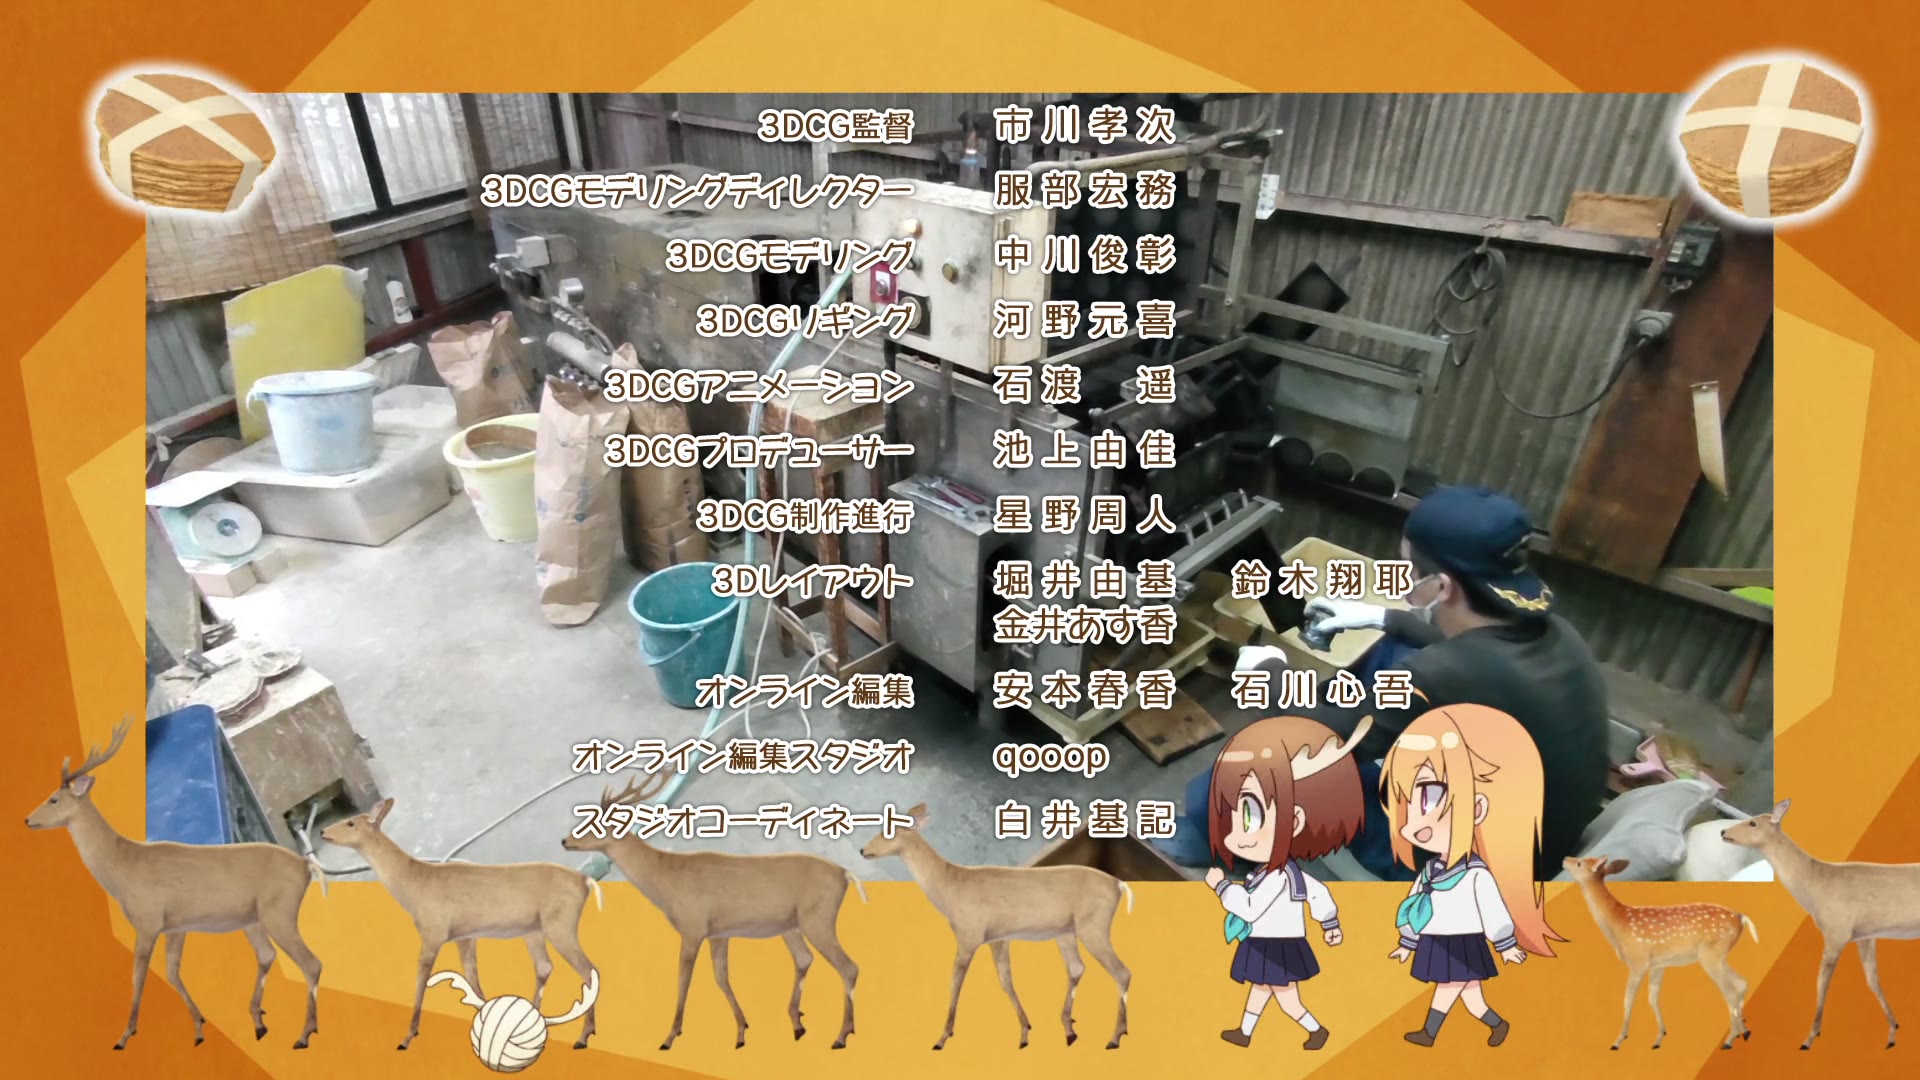 3DCG監督 市川孝次
3DCGモデリングディレクター 服部宏務
3DCGモデリング 中川俊彰
3DCGリギング 河野元喜
3DCGアニメーション 石渡 遥
3DCGプロデューサー 池上由佳
3DCG制作進行 星野周人
3Dレイアウト 堀井由基 鈴木翔耶
金井あす香
オンライン編集 安本春香 石川心吾
オンライン編集スタジオ qooop
スタジオコーディネート 白井基記